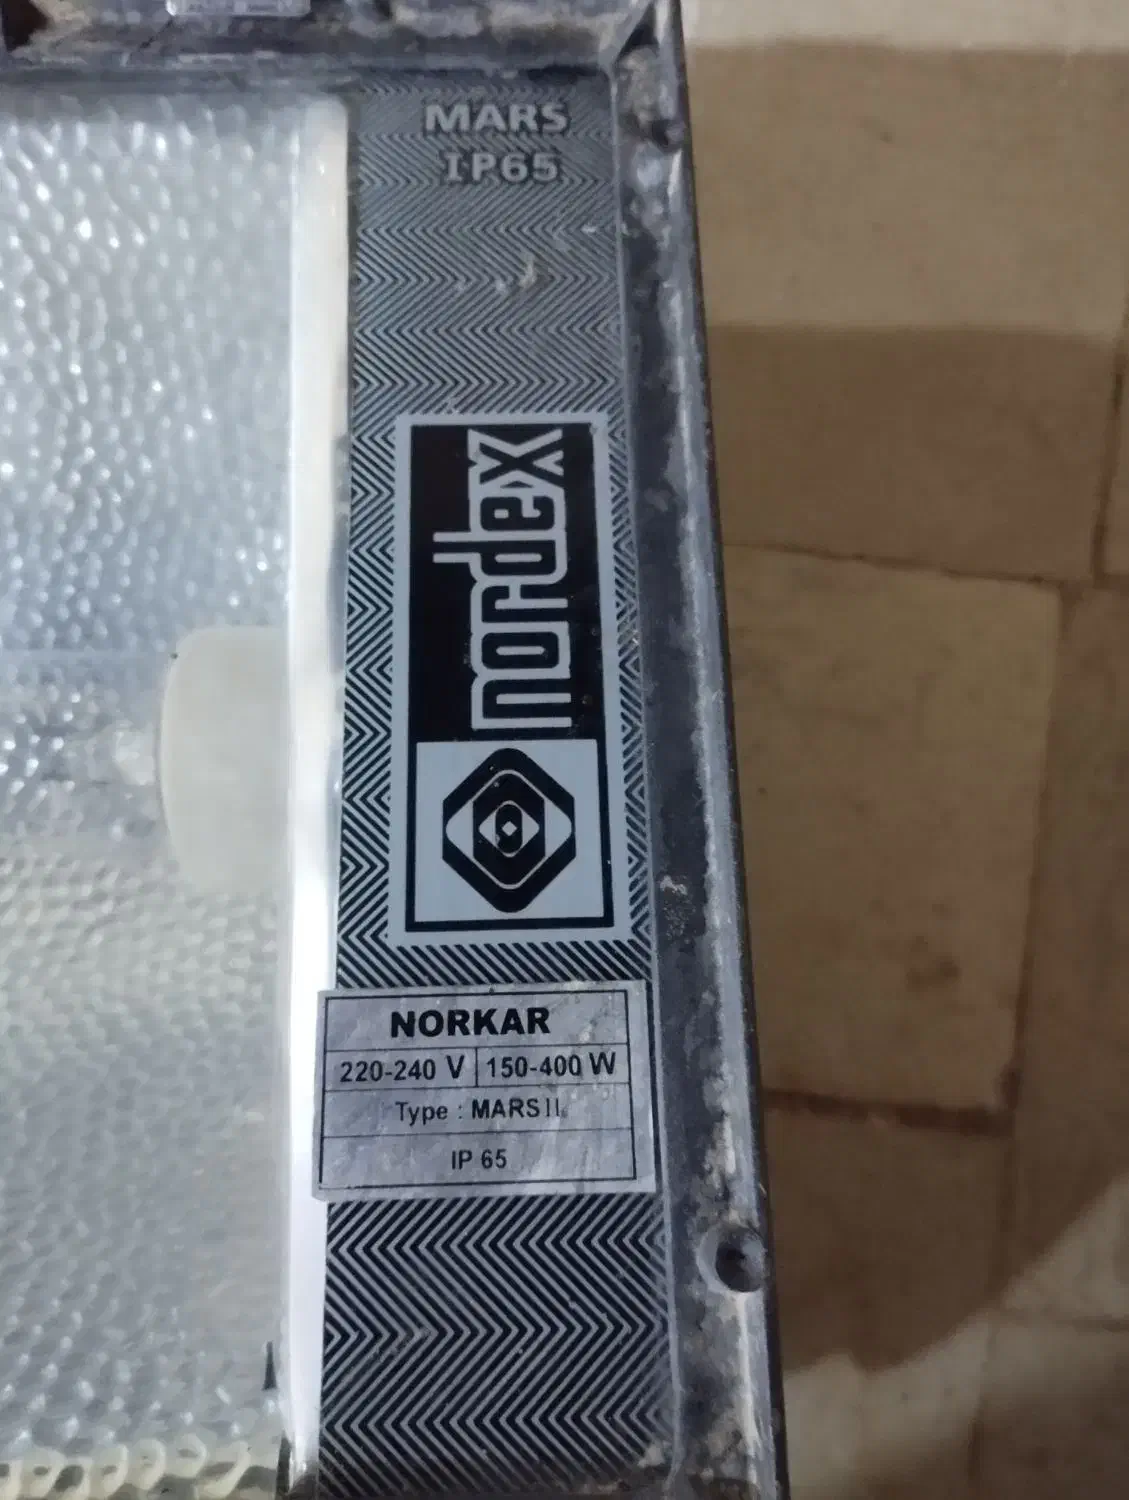 MARS
IP65
nordex
NORKAR
220-240 V 150-400 W
Type : MARS II
IP 65